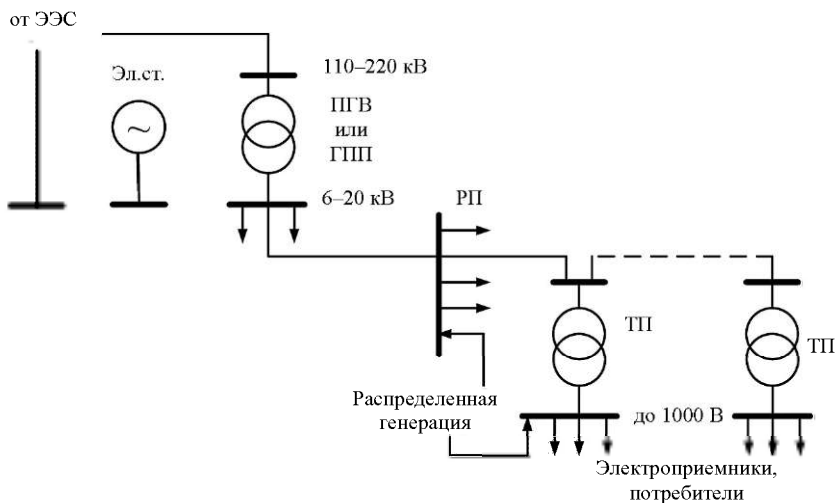 от ЭЭС
Эл.ст.
110–220 кВ
ПГВ
или
ГПП
6–20 кВ
РП
ТП
ТП
Распределенная
генерация
до 1000 В
Электроприемники,
потребители